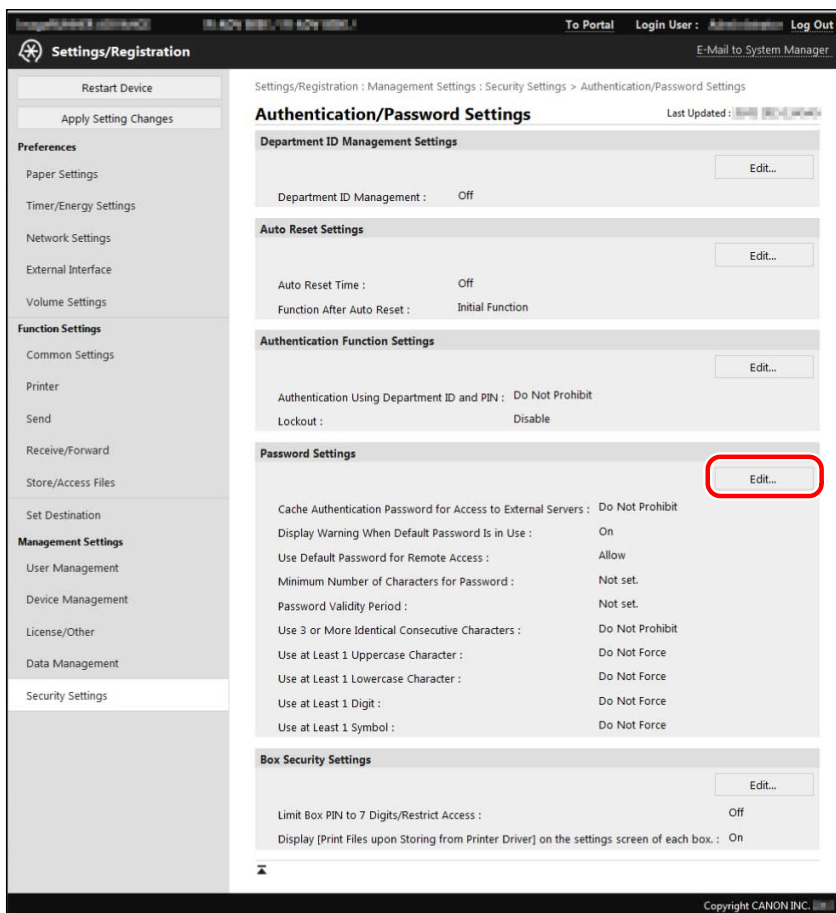 To Portal Login User : Log Out
Settings/Registration E-Mail to System Manager
Restart Device
Apply Setting Changes
Preferences
Paper Settings
Timer/Energy Settings
Network Settings
External Interface
Volume Settings
Function Settings
Common Settings
Printer
Send
Receive/Forward
Store/Access Files
Set Destination
Management Settings
User Management
Device Management
License/Other
Data Management
Security Settings
Settings/Registration : Management Settings : Security Settings > Authentication/Password Settings
Authentication/Password Settings Last Updated :
Department ID Management Settings
Edit...
Department ID Management : Off
Auto Reset Settings
Edit...
Auto Reset Time : Off
Function After Auto Reset : Initial Function
Authentication Function Settings
Edit...
Authentication Using Department ID and PIN : Do Not Prohibit
Lockout : Disable
Password Settings
Edit...
Cache Authentication Password for Access to External Servers : Do Not Prohibit
Display Warning When Default Password Is in Use : On
Use Default Password for Remote Access : Allow
Minimum Number of Characters for Password : Not set.
Password Validity Period : Not set.
Use 3 or More Identical Consecutive Characters : Do Not Prohibit
Use at Least 1 Uppercase Character : Do Not Force
Use at Least 1 Lowercase Character : Do Not Force
Use at Least 1 Digit : Do Not Force
Use at Least 1 Symbol : Do Not Force
Box Security Settings
Edit...
Limit Box PIN to 7 Digits/Restrict Access : Off
Display [Print Files upon Storing from Printer Driver] on the settings screen of each box. : On
Copyright CANON INC.